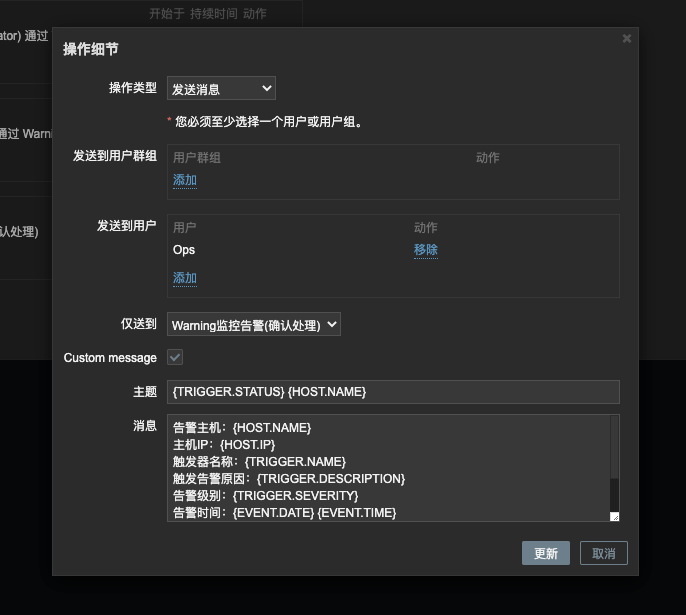 开始于 持续时间 动作
ator) 通过
通过 Warn
认处理)
操作细节
操作类型 发送消息
* 您必须至少选择一个用户或用户组。
发送到用户群组 用户群组 动作
添加
发送到用户 用户 动作
Ops 移除
添加
仅送到 Warning监控告警(确认处理)
Custom message
主题 {TRIGGER.STATUS} {HOST.NAME}
消息 告警主机：{HOST.NAME}
主机IP：{HOST.IP}
触发器名称：{TRIGGER.NAME}
触发告警原因：{TRIGGER.DESCRIPTION}
告警级别：{TRIGGER.SEVERITY}
告警时间：{EVENT.DATE} {EVENT.TIME}
更新 取消